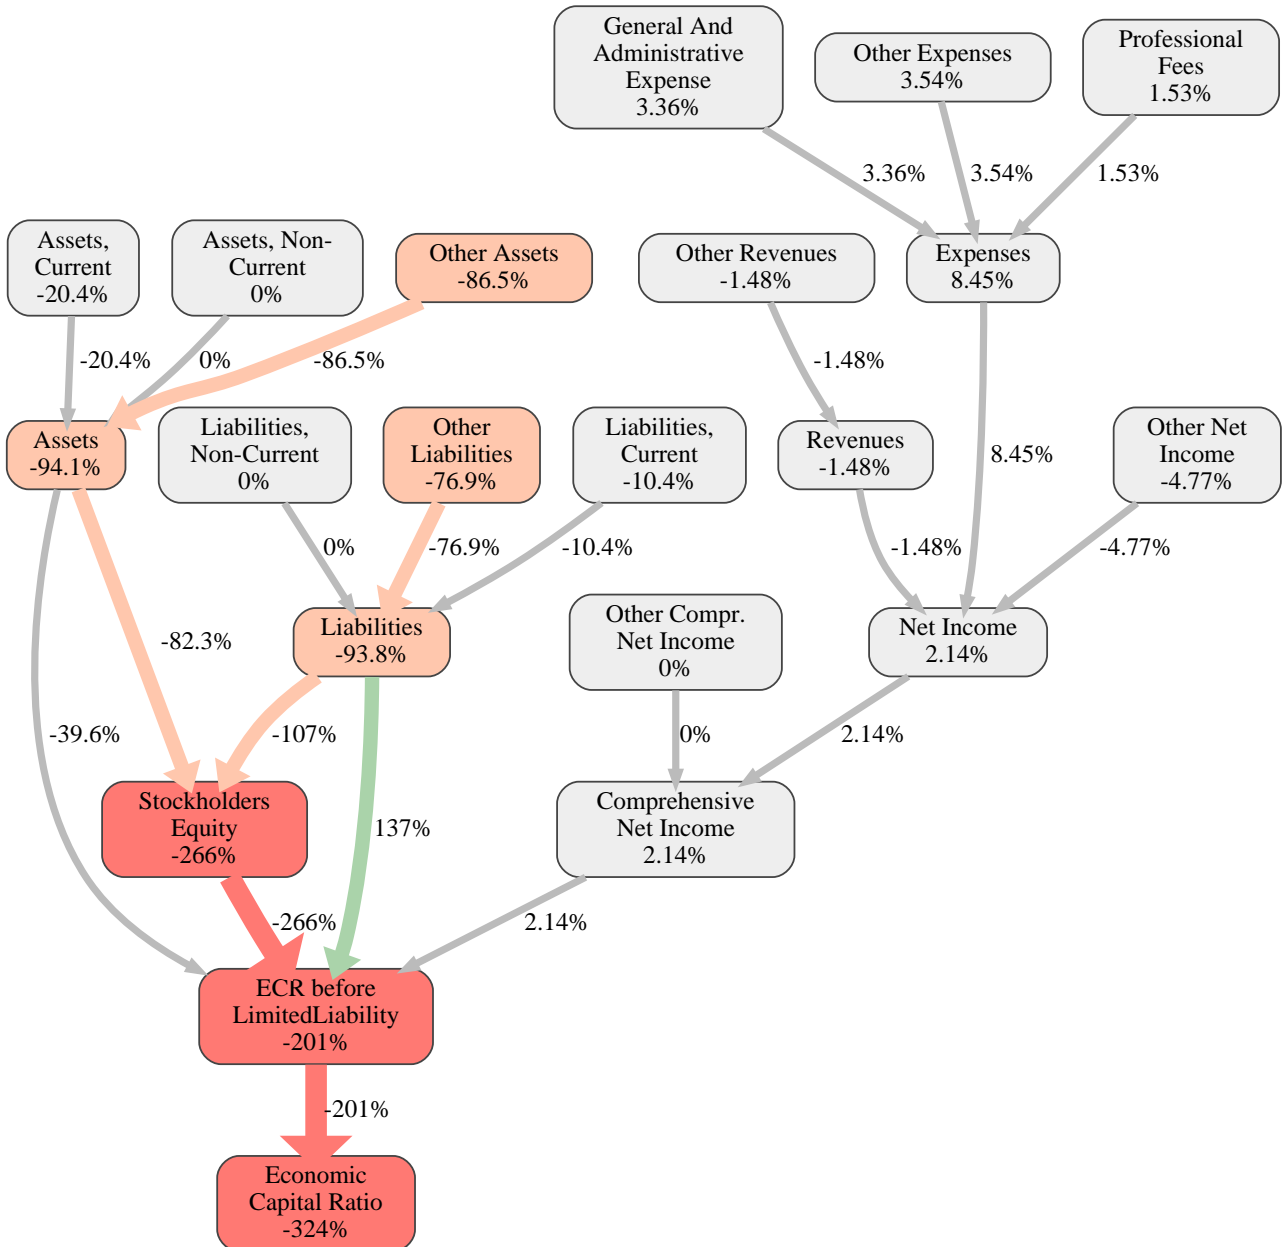 General And
Administrative
Expense
3.36%
Other Expenses
3.54%
Professional
Fees
1.53%
3.36%
3.54%
1.53%
Assets,
Current
-20.4%
Assets, Non-
Current
0%
Other Assets
-86.5%
Other Revenues
-1.48%
Expenses
8.45%
-20.4%
0%
-86.5%
-1.48%
Assets
-94.1%
Liabilities,
Non-Current
0%
Other
Liabilities
-76.9%
Liabilities,
Current
-10.4%
Revenues
-1.48%
8.45%
Other Net
Income
-4.77%
0%
-76.9%
-10.4%
-1.48%
-4.77%
-82.3%
Liabilities
-93.8%
Other Compr.
Net Income
0%
Net Income
2.14%
-39.6%
-107%
0%
2.14%
Stockholders
Equity
-266%
137%
Comprehensive
Net Income
2.14%
-266%
2.14%
ECR before
LimitedLiability
-201%
-201%
Economic
Capital Ratio
-324%